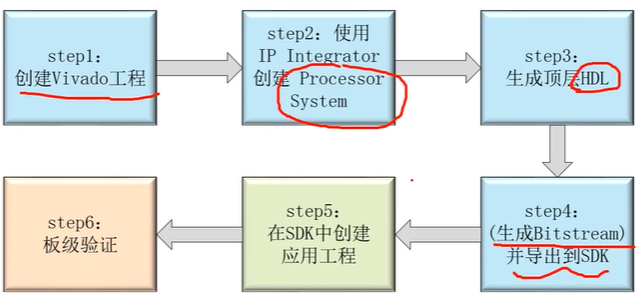 step1:
创建Vivado工程
step2: 使用
IP Integrator
创建 Processor
System
step3:
生成顶层HDL
step4:
(生成Bitstream)
并导出到SDK
step5:
在SDK中创建
应用工程
step6:
板级验证